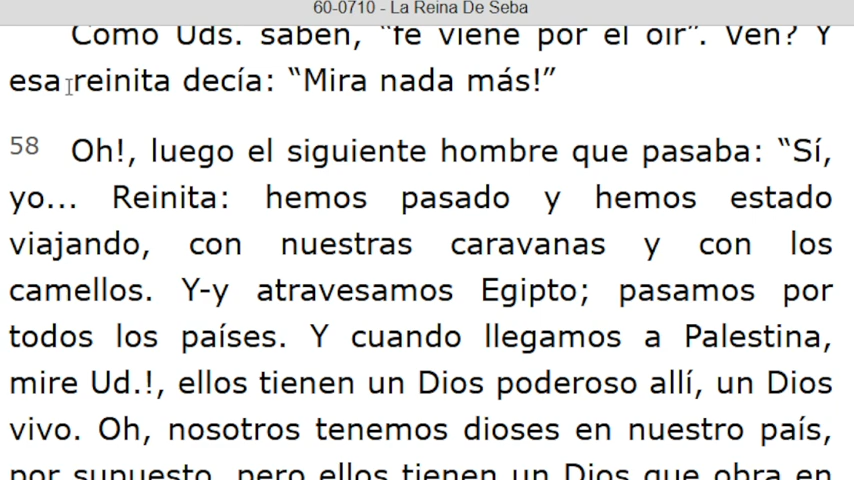 60-0710 - La Reina De Seba
Como Uds. saben, “fe viene por el oír”. Ven? Y
esa reinita decía: “Mira nada más!”
58 Oh!, luego el siguiente hombre que pasaba: “Sí,
yo... Reinita: hemos pasado y hemos estado
viajando, con nuestras caravanas y con los
camellos. Y-y atravesamos Egipto; pasamos por
todos los países. Y cuando llegamos a Palestina,
mire Ud.!, ellos tienen un Dios poderoso allí, un Dios
vivo. Oh, nosotros tenemos dioses en nuestro país,
por supuesto, pero ellos tienen un Dios que obra en